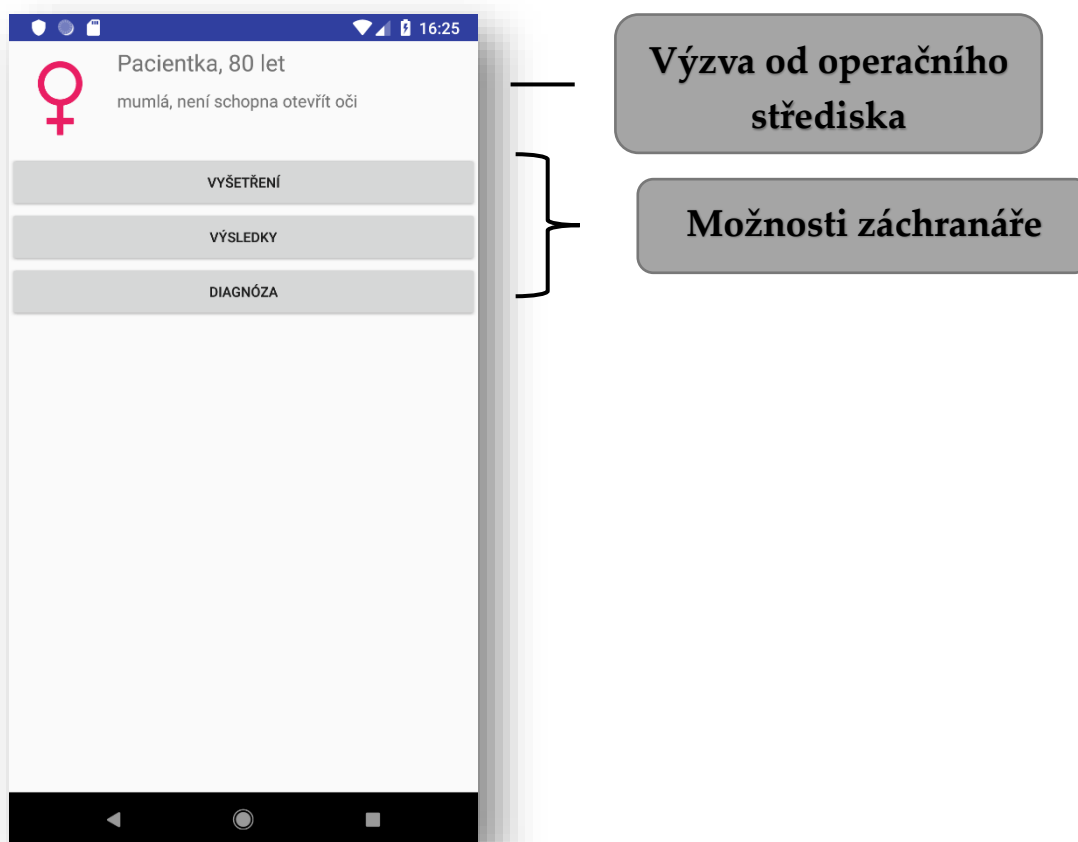 16:25
Pacientka, 80 let
mumlá, není schopna otevřít oči
VYŠETŘENÍ
VÝSLEDKY
DIAGNÓZA
Výzva od operačního
střediska
Možnosti záchranáře